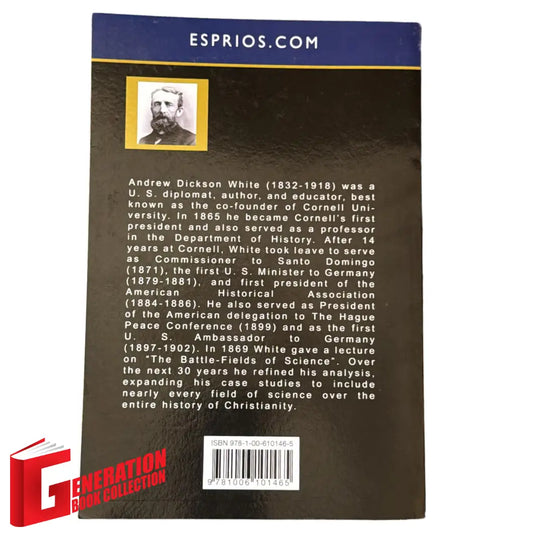 ESPRIOS.COM
Andrew Dickson White (1832-1918) was a
U. S. diplomat, author, and educator, best
known as the co-founder of Cornell Uni-
versity. In 1865 he became Cornell's first
president and also served as a professor
in the Department of History. After 14
years at Cornell, White took leave to serve
as Commissioner to Santo Domingo
(1871), the first U. S. Minister to Germany
(1879-1881), and first president of the
American Historical Association
(1884-1886). He also served as President
of the American delegation to The Hague
Peace Conference (1899) and as the first
U. S. Ambassador to Germany
(1897-1902). In 1869 White gave a lecture
on "The Battle-Fields of Science". Over
the next 30 years he refined his analysis,
expanding his case studies to include
nearly every field of science over the
entire history of Christianity.
ISBN 978-1-00-610146-5
9781006101465
GENERATION
BOOK COLLECTION